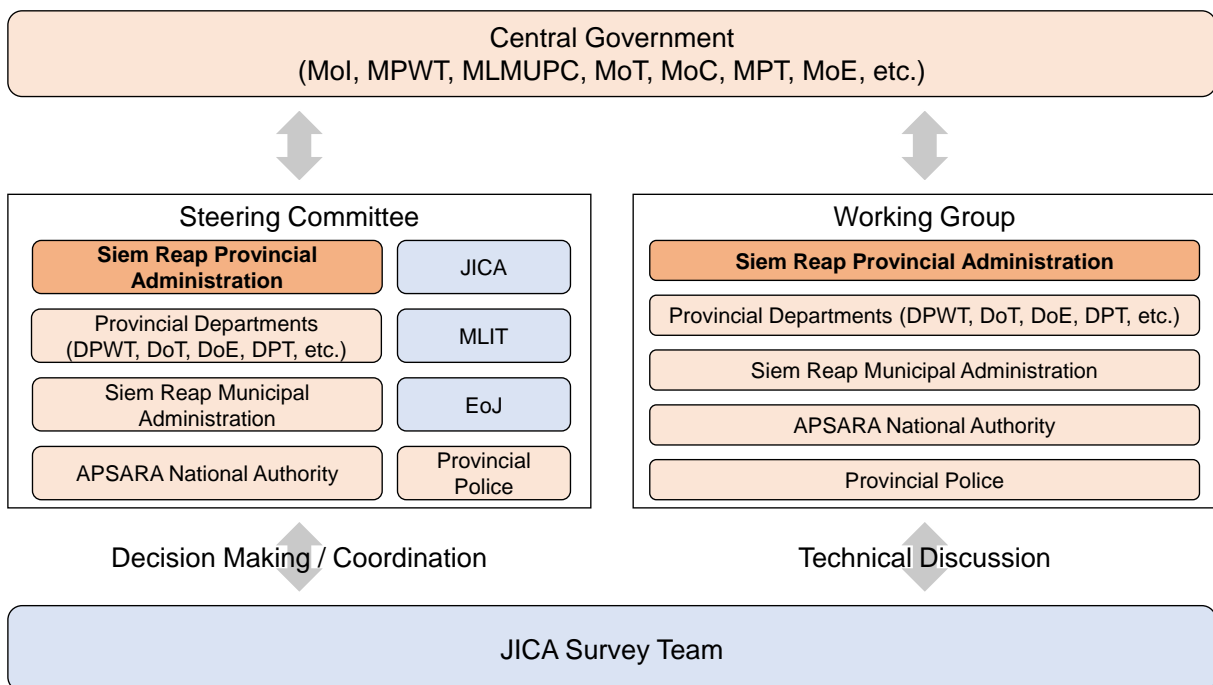 Central Government
(MoI, MPWT, MLMUPC, MoT, MoC, MPT, MoE, etc.)
Steering Committee
Siem Reap Provincial
Administration
JICA
Provincial Departments
(DPWT, DoT, DoE, DPT, etc.)
MLIT
Siem Reap Municipal
Administration
EoJ
APSARA National Authority
Provincial
Police
Working Group
Siem Reap Provincial Administration
Provincial Departments (DPWT, DoT, DoE, DPT, etc.)
Siem Reap Municipal Administration
APSARA National Authority
Provincial Police
Decision Making / Coordination
Technical Discussion
JICA Survey Team